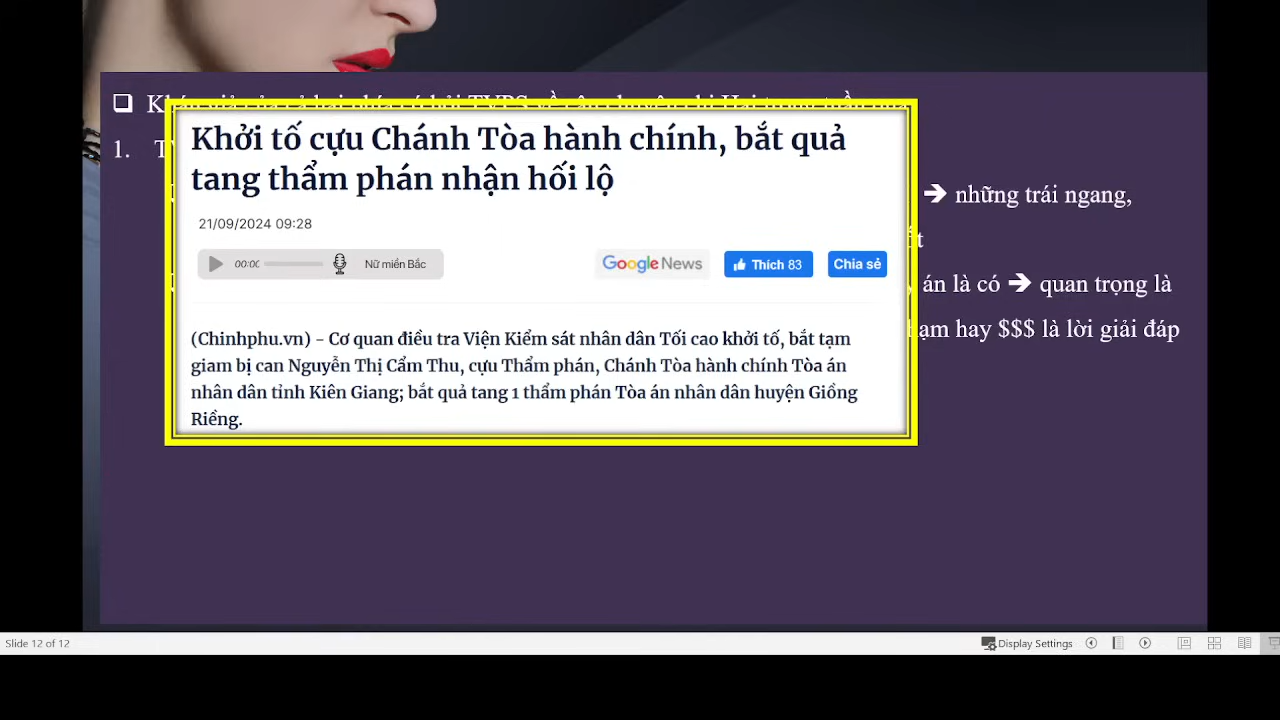 1.
Khởi tố cựu Chánh Tòa hành chính, bắt quả
tang thẩm phán nhận hối lộ
➔ những trái ngang,
21/09/2024 09:28
00:00 Nữ miền Bắc Google News Thích 83 Chia sẻ
án là có ➔ quan trọng là
(Chinhphu.vn) - Cơ quan điều tra Viện Kiểm sát nhân dân Tối cao khởi tố, bắt tạm
giam bị can Nguyễn Thị Cẩm Thu, cựu Thẩm phán, Chánh Tòa hành chính Tòa án
nhân dân tỉnh Kiên Giang; bắt quả tang 1 thẩm phán Tòa án nhân dân huyện Giồng
Riềng.
hay $$$ là lời giải đáp
Slide 12 of 12
Display Settings